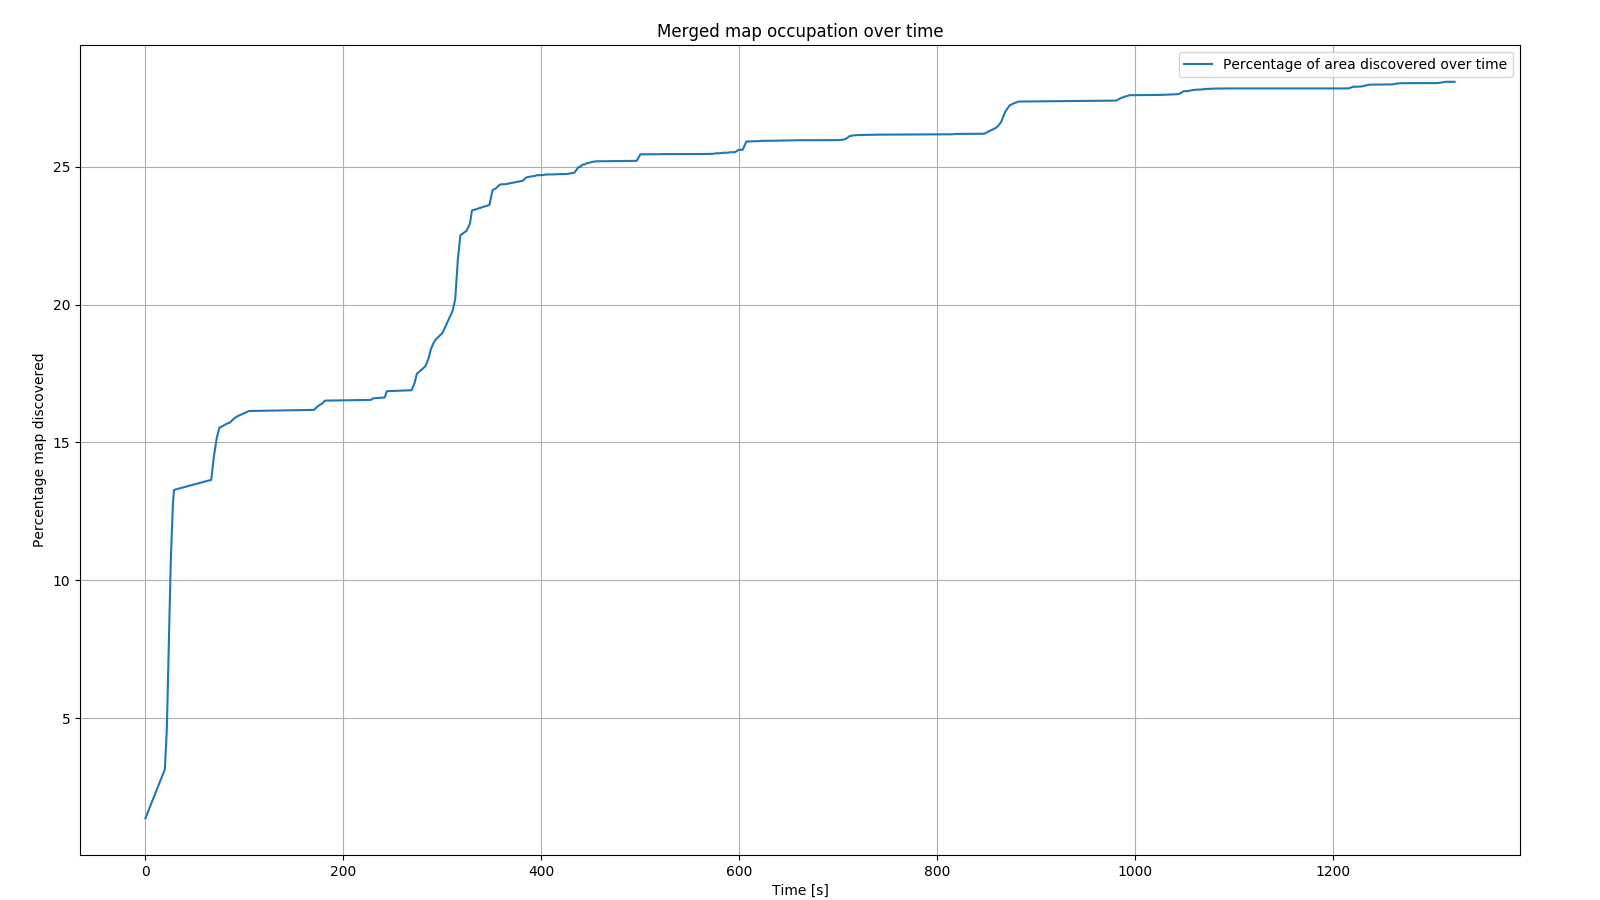 Merged map occupation over time
Percentage of area discovered over time
25
20
15
10
5
Percentage map discovered
0 200 400 600 800 1000 1200
Time [s]